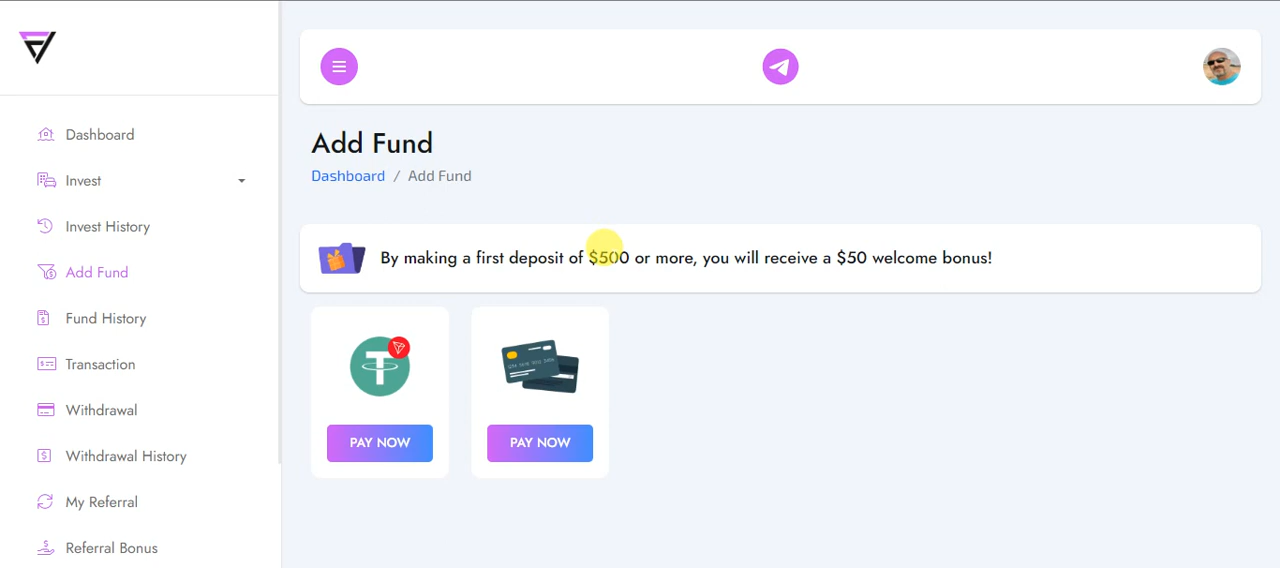 Dashboard
Invest
Invest History
Add Fund
Fund History
Transaction
Withdrawal
Withdrawal History
My Referral
Referral Bonus
Add Fund
Dashboard / Add Fund
By making a first deposit of $500 or more, you will receive a $50 welcome bonus!
PAY NOW
PAY NOW